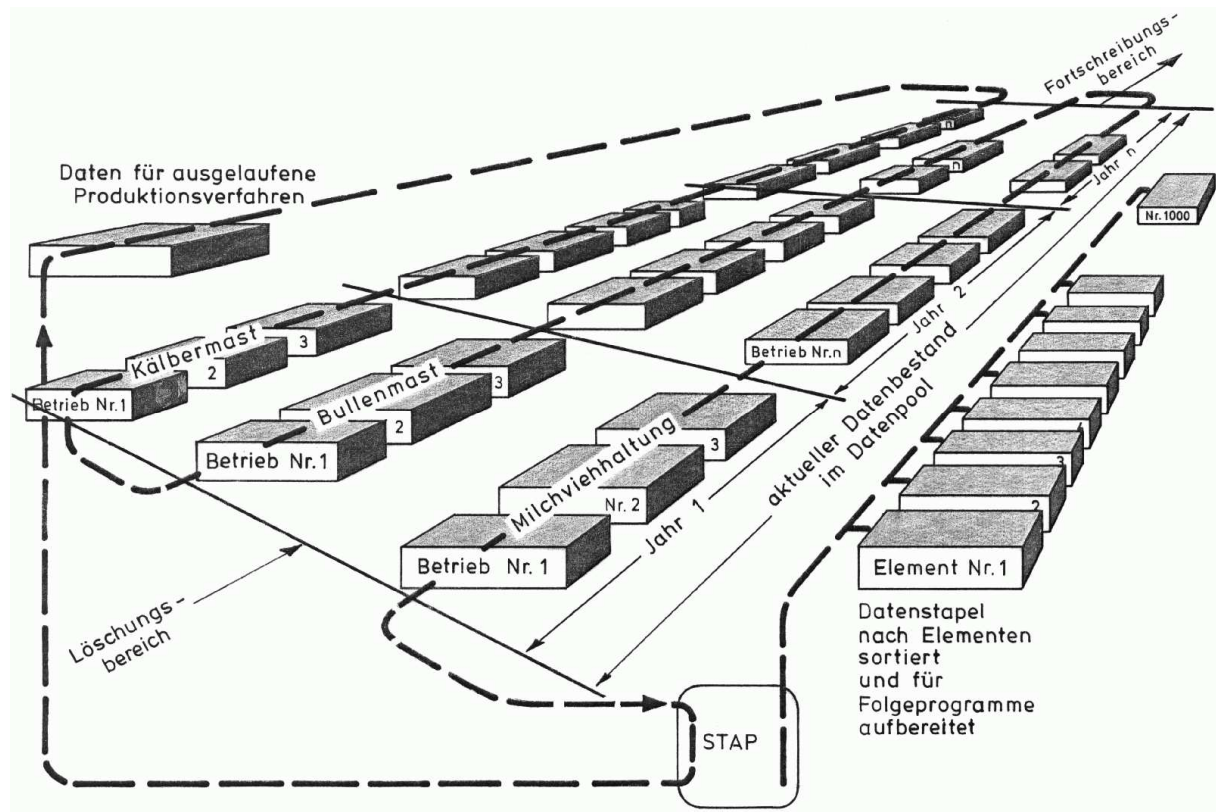 Fortschreibungs-
bereich
Daten für ausgelaufene
Produktionsverfahren
n
n
Jahr n
Nr. 1000
Jahr 2
Kälbermast
3
2
Betrieb Nr.1
Bullenmast
3
2
Betrieb Nr.1
Betrieb Nr.n
Milchviehhaltung
3
Nr. 2
Betrieb Nr. 1
Jahr 1
aktueller Datenbestand
im Datenpool
3
2
Element Nr.1
Löschungs-
bereich
Datenstapel
nach Elementen
sortiert
und für
Folgeprogramme
aufbereitet
STAP